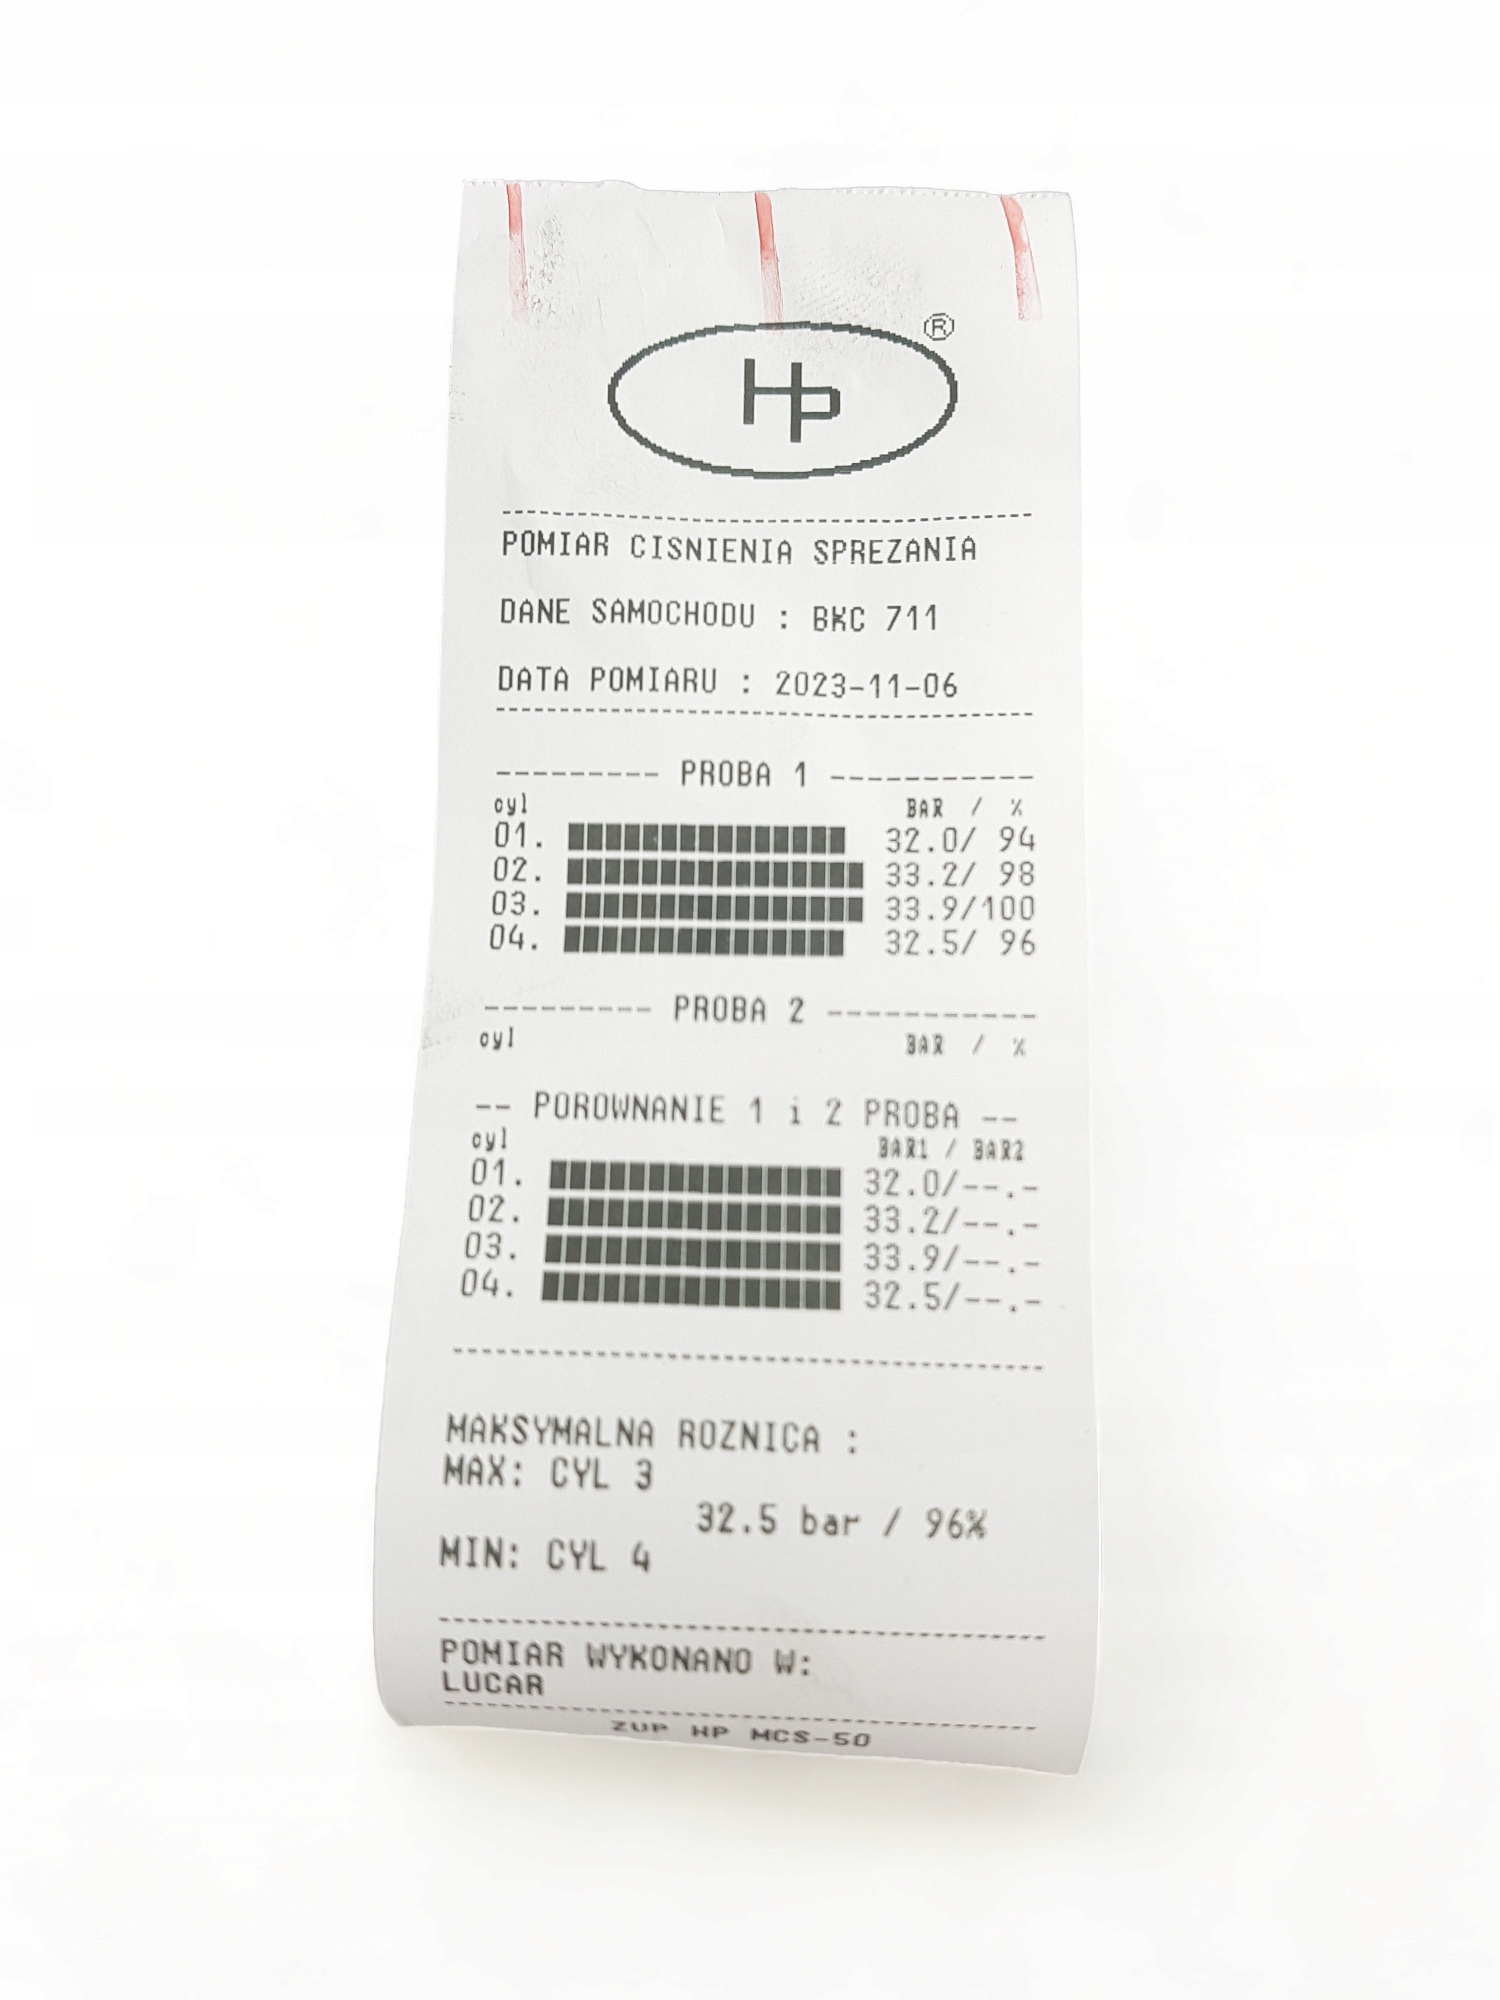 HP ®
POMIAR CISNIENIA SPREZANIA
DANE SAMOCHODU : BKC 711
DATA POMIARU : 2023-11-06
--------- PROBA 1 -----------
cyl BAR / %
01. 32.0/ 94
02. 33.2/ 98
03. 33.9/100
04. 32.5/ 96
--------- PROBA 2 -----------
cyl BAR / %
-- POROWNANIE 1 i 2 PROBA --
cyl BAR1 / BAR2
01. 32.0/--.-
02. 33.2/--.-
03. 33.9/--.-
04. 32.5/--.-
MAKSYMALNA ROZNICA :
MAX: CYL 3
32.5 bar / 96%
MIN: CYL 4
POMIAR WYKONANO W:
LUCAR
ZUP HP MCS-50